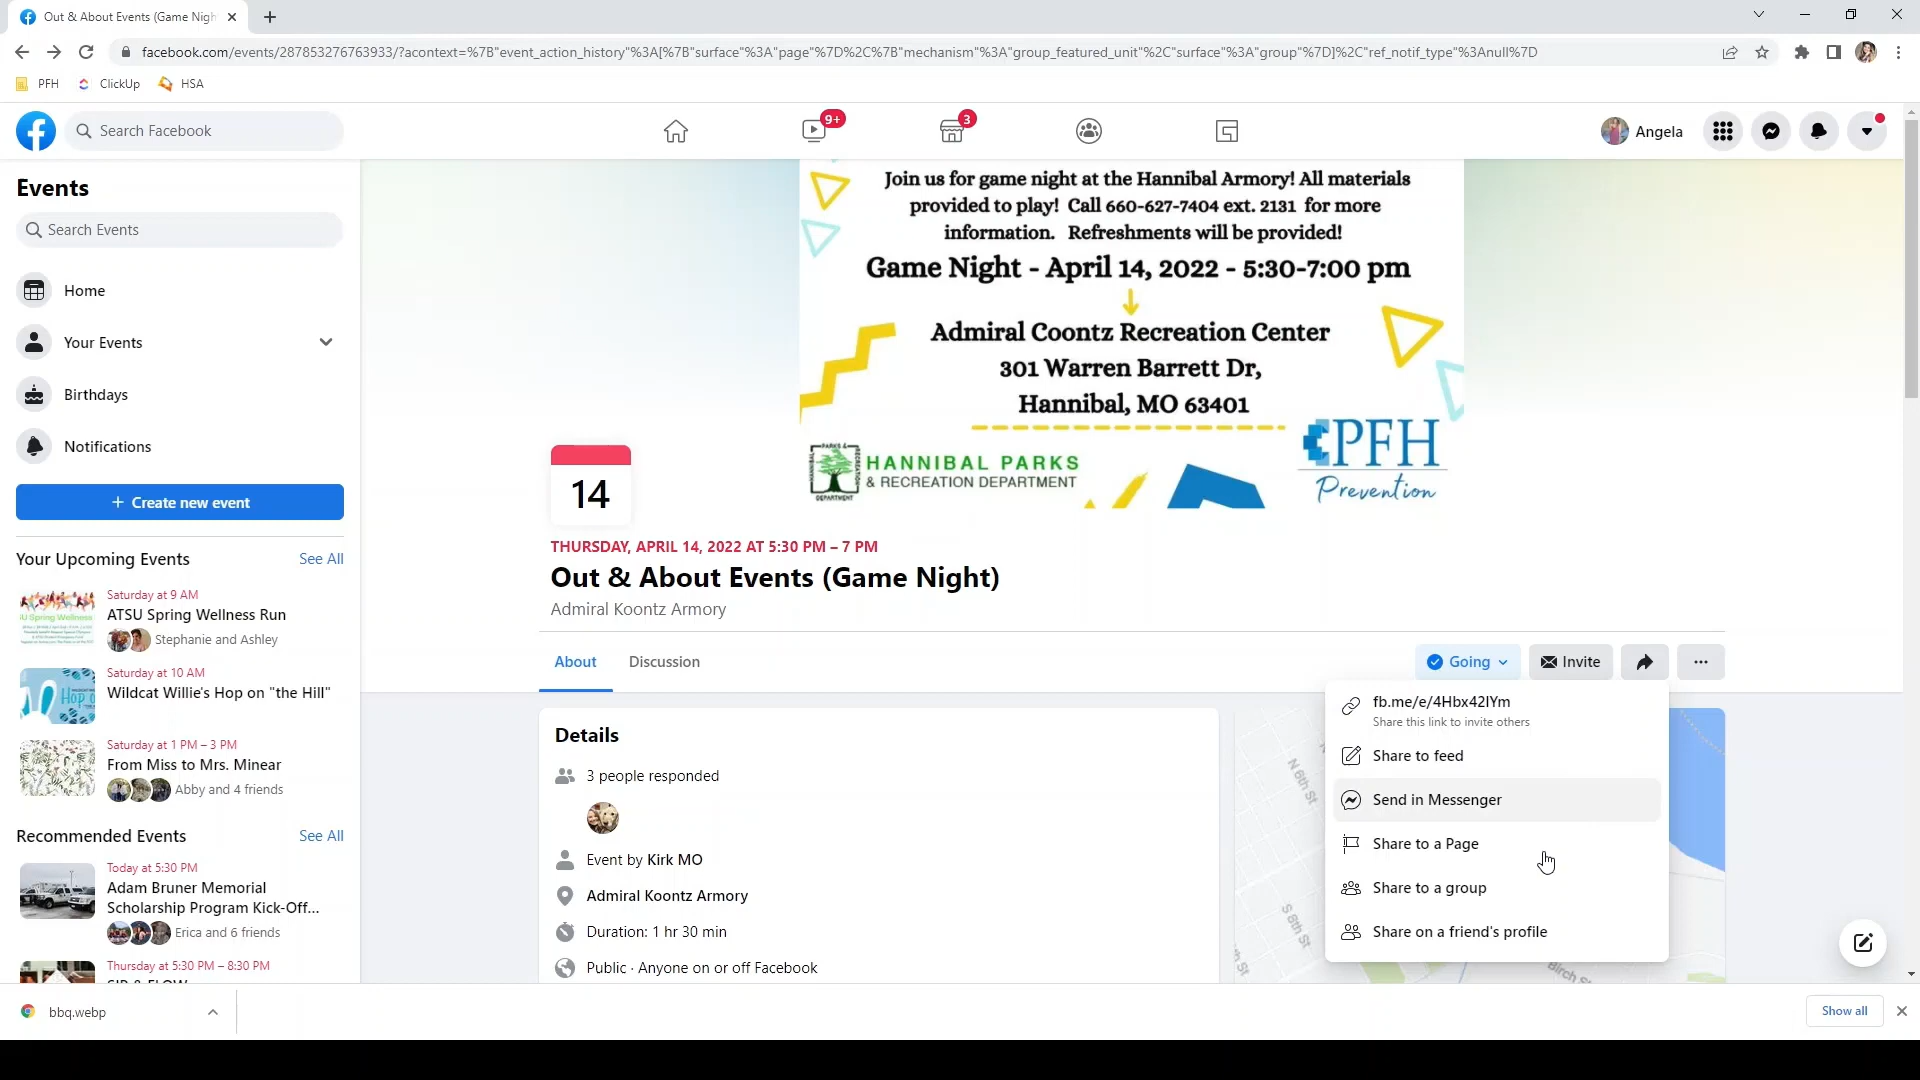 Out & About Events (Game Nigh
facebook.com/events/287853276763933/?acontext=%7B"event_action_history"%3A[%7B"surface"%3A"page"%7D%2C%7B"mechanism"%3A"group_featured_unit"%2C"surface"%3A"group"%7D]%2C"ref_notif_type"%3Anull%7D
PFH
ClickUp
HSA
Search Facebook
9+
3
Angela
Events
Search Events
Home
Your Events
Birthdays
Notifications
+ Create new event
Your Upcoming Events
See All
Saturday at 9 AM
ATSU Spring Wellness Run
Stephanie and Ashley
Saturday at 10 AM
Wildcat Willie's Hop on "the Hill"
Saturday at 1 PM – 3 PM
From Miss to Mrs. Minear
Abby and 4 friends
Recommended Events
See All
Today at 5:30 PM
Adam Bruner Memorial
Scholarship Program Kick-Off...
Erica and 6 friends
Thursday at 5:30 PM – 8:30 PM
Join us for game night at the Hannibal Armory! All materials
provided to play! Call 660-627-7404 ext. 2131 for more
information. Refreshments will be provided!
Game Night - April 14, 2022 - 5:30-7:00 pm
Admiral Coontz Recreation Center
301 Warren Barrett Dr,
Hannibal, MO 63401
HANNIBAL PARKS
& RECREATION DEPARTMENT
PFH
Prevention
14
THURSDAY, APRIL 14, 2022 AT 5:30 PM – 7 PM
Out & About Events (Game Night)
Admiral Koontz Armory
About
Discussion
Going
Invite
Details
3 people responded
Event by Kirk MO
Admiral Koontz Armory
Duration: 1 hr 30 min
Public · Anyone on or off Facebook
fb.me/e/4Hbx42lYm
Share this link to invite others
Share to feed
Send in Messenger
Share to a Page
Share to a group
Share on a friend's profile
N 6th St
S 8th St
Birch St
bbq.webp
Show all